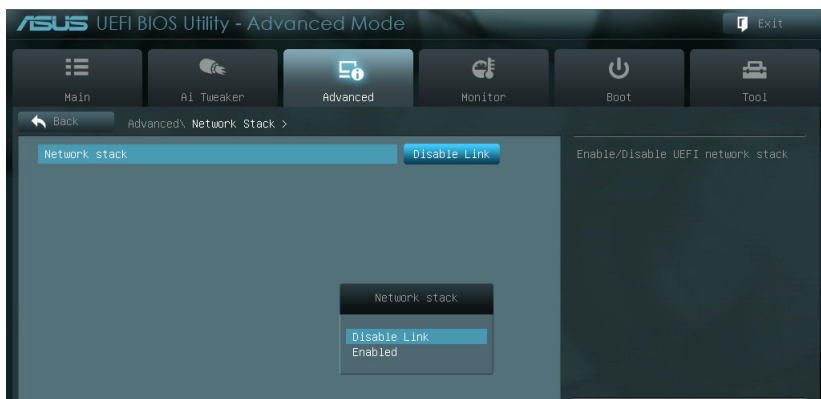 ASUS UEFI BIOS Utility - Advanced Mode
Exit
Main
Ai Tweaker
Advanced
Monitor
Boot
Tool
Back
Advanced\ Network Stack >
Network stack
Disable Link
Enable/Disable UEFI network stack
Network stack
Disable Link
Enabled